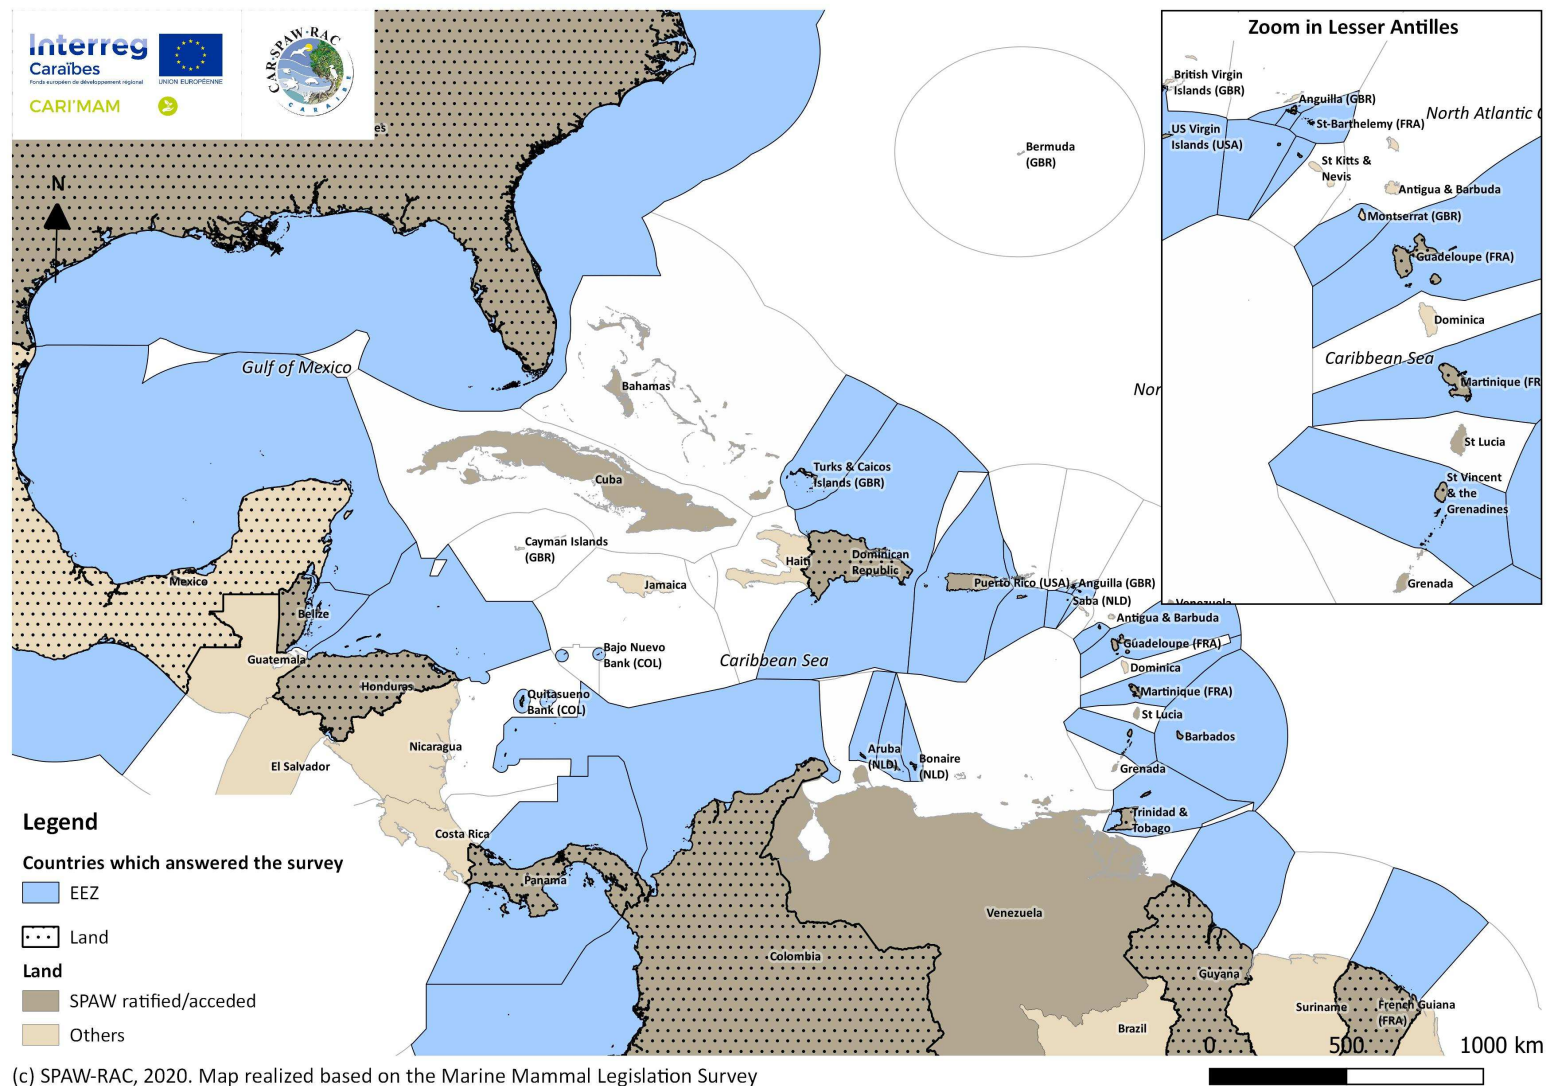 Interreg
Caraïbes
Fonds européen de développement régional
UNION EUROPÉENNE
CARI'MAM
CAR-SPAW-RAC
CARAIBE
es
N
Gulf of Mexico
Bahamas
Cuba
Turks & Caicos
Islands (GBR)
Bermuda
(GBR)
Nor
Cayman Islands
(GBR)
Jamaica
Haiti
Dominican
Republic
Puerto Rico (USA)
Anguilla (GBR)
Saba (NLD)
Venezuela
Antigua & Barbuda
Guadeloupe (FRA)
Dominica
Martinique (FRA)
St Lucia
Barbados
Grenada
Trinidad &
Tobago
Mexico
Belize
Guatemala
Honduras
El Salvador
Nicaragua
Costa Rica
Panama
Bajo Nuevo
Bank (COL)
Quitasueno
Bank (COL)
Caribbean Sea
Aruba
(NLD)
Bonaire
(NLD)
Colombia
Venezuela
Guyana
Suriname
French Guiana
(FRA)
Brazil
Zoom in Lesser Antilles
British Virgin
Islands (GBR)
Anguilla (GBR)
North Atlantic
US Virgin
Islands (USA)
St-Barthelemy (FRA)
St Kitts &
Nevis
Antigua & Barbuda
Montserrat (GBR)
Guadeloupe (FRA)
Dominica
Caribbean Sea
Martinique (FR
St Lucia
St Vincent
& the
Grenadines
Grenada
Legend
Countries which answered the survey
EEZ
Land
Land
SPAW ratified/acceded
Others
0 500 1000 km
(c) SPAW-RAC, 2020. Map realized based on the Marine Mammal Legislation Survey